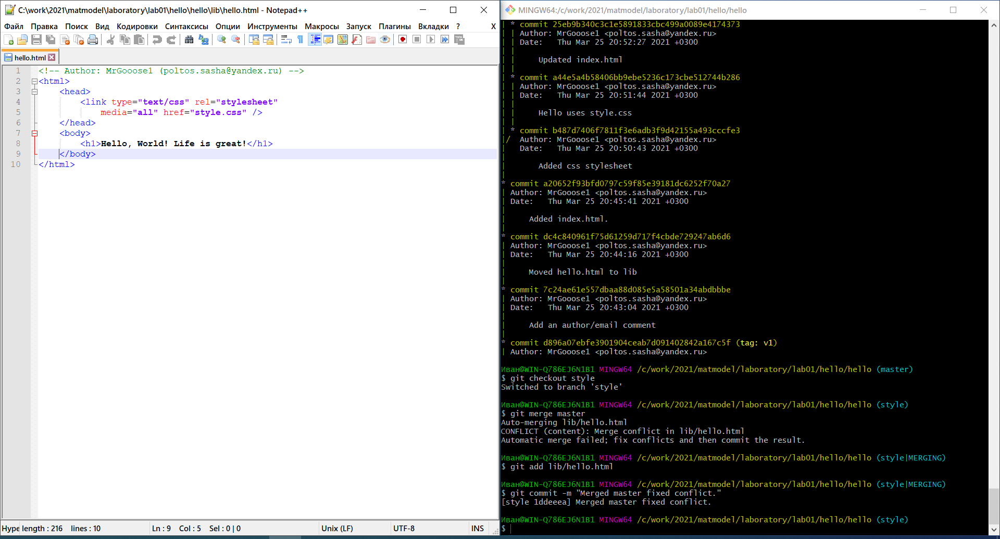 C:\work\2021\matmodel\laboratory\lab01\hello\hello\lib\hello.html - Notepad++
Файл Правка Поиск Вид Кодировки Синтаксисы Опции Инструменты Макросы Запуск Плагины Вкладки ? X
hello.html
1 <!-- Author: MrGooose1 (poltos.sasha@yandex.ru) -->
2 <html>
3 <head>
4 <link type="text/css" rel="stylesheet"
5 media="all" href="style.css" />
6 </head>
7 <body>
8 <h1>Hello, World! Life is great!</h1>
9 </body>
10 </html>
Hype length : 216 lines : 10 Ln : 9 Col : 5 Sel : 0 | 0 Unix (LF) UTF-8 INS
MINGW64:/c/work/2021/matmodel/laboratory/lab01/hello/hello
| * commit 25eb9b340c3c1e5891833cbc499a0089e4174373
| | Author: MrGooose1 <poltos.sasha@yandex.ru>
| | Date:   Thu Mar 25 20:52:27 2021 +0300
| |
| |     Updated index.html
| |
| * commit a44e5a4b58406bb9ebe5236c173cbe512744b286
| | Author: MrGooose1 <poltos.sasha@yandex.ru>
| | Date:   Thu Mar 25 20:51:44 2021 +0300
| |
| |     Hello uses style.css
| |
| * commit b487d7406f7811f3e6adb3f9d42155a493cccfe3
|/  Author: MrGooose1 <poltos.sasha@yandex.ru>
|   Date:   Thu Mar 25 20:50:43 2021 +0300
|
|       Added css stylesheet
|
* commit a20652f93bfd0797c59f85e39181dc6252f70a27
| Author: MrGooose1 <poltos.sasha@yandex.ru>
| Date:   Thu Mar 25 20:45:41 2021 +0300
|
|     Added index.html.
|
* commit dc4c840961f75d61259d717f4cbde729247ab6d6
| Author: MrGooose1 <poltos.sasha@yandex.ru>
| Date:   Thu Mar 25 20:44:16 2021 +0300
|
|     Moved hello.html to lib
|
* commit 7c24ae61e557dbaa88d085e5a58501a34abdbbbe
| Author: MrGooose1 <poltos.sasha@yandex.ru>
| Date:   Thu Mar 25 20:43:04 2021 +0300
|
|     Add an author/email comment
|
* commit d896a07ebfe3901904ceab7d091402842a167c5f (tag: v1)
| Author: MrGooose1 <poltos.sasha@yandex.ru>
Иван@WIN-Q786EJ6N1B1 MINGW64 /c/work/2021/matmodel/laboratory/lab01/hello/hello (master)
$ git checkout style
Switched to branch 'style'
Иван@WIN-Q786EJ6N1B1 MINGW64 /c/work/2021/matmodel/laboratory/lab01/hello/hello (style)
$ git merge master
Auto-merging lib/hello.html
CONFLICT (content): Merge conflict in lib/hello.html
Automatic merge failed; fix conflicts and then commit the result.
Иван@WIN-Q786EJ6N1B1 MINGW64 /c/work/2021/matmodel/laboratory/lab01/hello/hello (style|MERGING)
$ git add lib/hello.html
Иван@WIN-Q786EJ6N1B1 MINGW64 /c/work/2021/matmodel/laboratory/lab01/hello/hello (style|MERGING)
$ git commit -m "Merged master fixed conflict."
[style 1ddeeea] Merged master fixed conflict.
Иван@WIN-Q786EJ6N1B1 MINGW64 /c/work/2021/matmodel/laboratory/lab01/hello/hello (style)
$